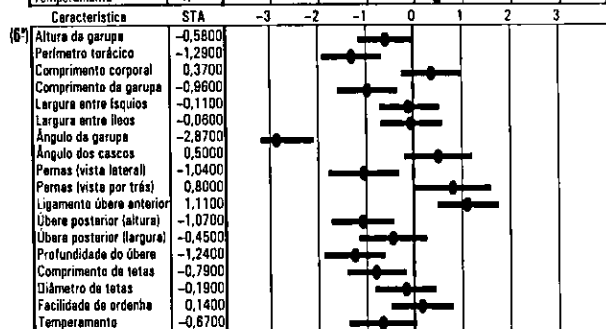 Temperamento
Característica STA -3 -2 -1 0 1 2 3
(6ª) Altura da garupa -0,5800
Perímetro torácico -1,2900
Comprimento corporal 0,3700
Comprimento da garupa -0,9600
Largura entre ísquios -0,1100
Largura entre íleos -0,0600
Ângulo da garupa -2,8700
Ângulo dos cascos 0,5000
Pernas (vista lateral) -1,0400
Pernas (vista por trás) 0,8000
Ligamento úbere anterior 1,1100
Úbere posterior (altura) -1,0700
Úbere posterior (largura) -0,4500
Profundidade do úbere -1,2400
Comprimento de tetas -0,7900
Diâmetro de tetas -0,1900
Facilidade de ordenha 0,1400
Temperamento -0,6700